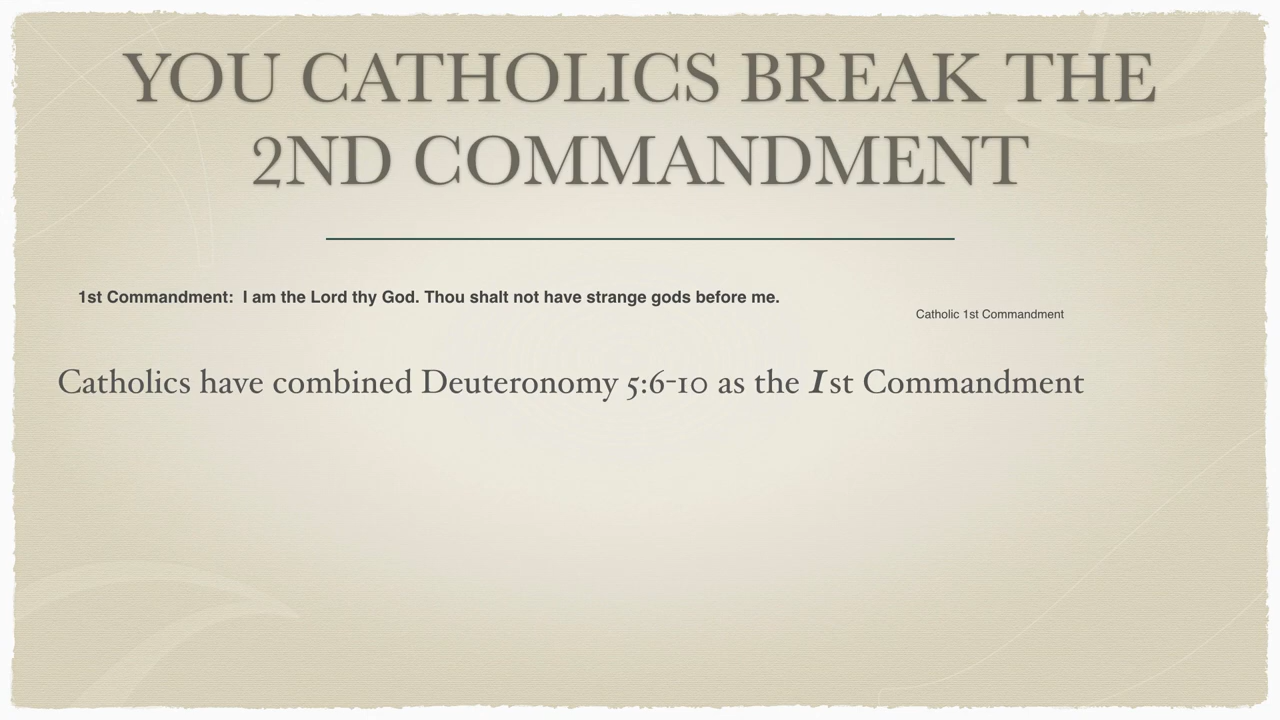 YOU CATHOLICS BREAK THE
2ND COMMANDMENT
1st Commandment:  I am the Lord thy God. Thou shalt not have strange gods before me.
Catholic 1st Commandment
Catholics have combined Deuteronomy 5:6-10 as the 1st Commandment